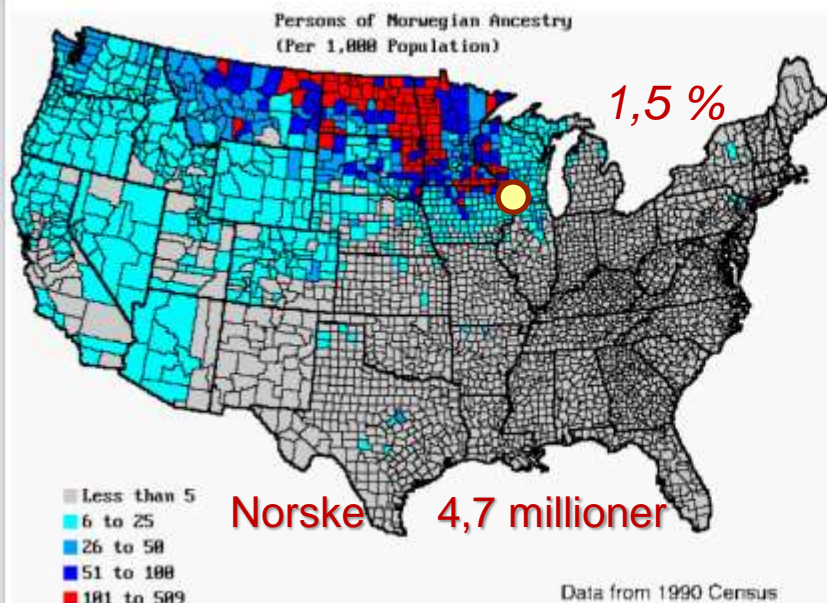 Persons of Norwegian Ancestry
(Per 1,000 Population)
1,5 %
Less than 5
6 to 25
26 to 50
51 to 100
101 to 509
Norske 4,7 millioner
Data from 1990 Census